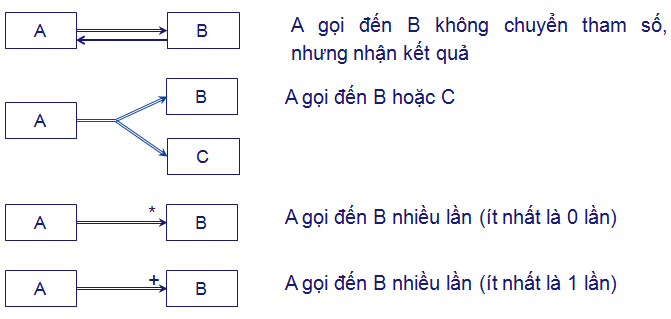 A B A gọi đến B không chuyển tham số,
nhưng nhận kết quả
B A gọi đến B hoặc C
A
C
* 
A B A gọi đến B nhiều lần (ít nhất là 0 lần)
+
A B A gọi đến B nhiều lần (ít nhất là 1 lần)